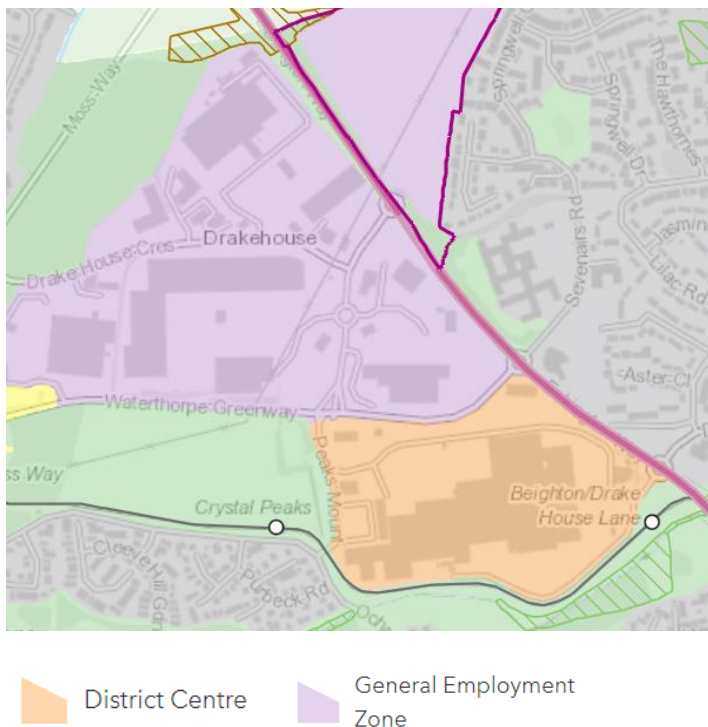 Moss-Way
Springwell
The Hawthornes
Springwell Dr
Drakehouse
Drake House Cres
Sevenairs Rd
Jasmin
Lilac Rd
Aster Cl
Waterthorpe Greenway
Peaks Mount
ss Way
Crystal Peaks
Beighton/Drake
House Lane
Cleeve Hill Gdn
Purbeck Rd
District Centre
General Employment
Zone